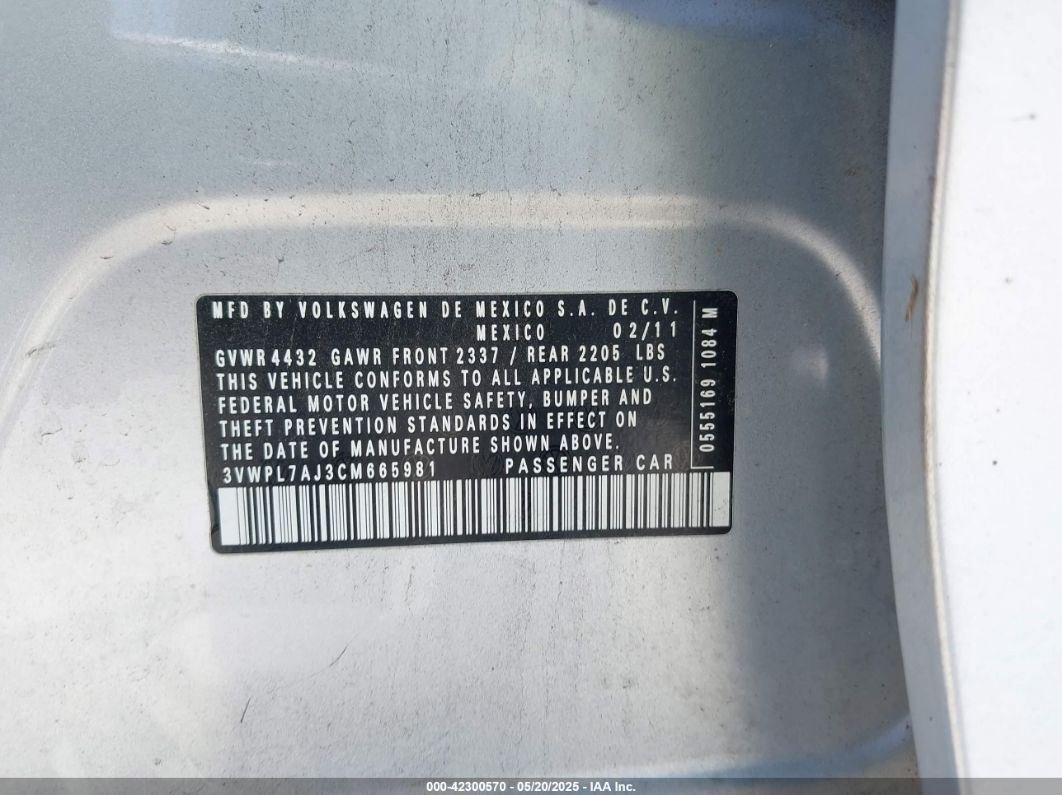 MFD BY VOLKSWAGEN DE MEXICO S.A. DE C.V.
MEXICO 02/11
GVWR 4432 GAWR FRONT 2337 / REAR 2205 LBS
THIS VEHICLE CONFORMS TO ALL APPLICABLE U.S.
FEDERAL MOTOR VEHICLE SAFETY, BUMPER AND
THEFT PREVENTION STANDARDS IN EFFECT ON
THE DATE OF MANUFACTURE SHOWN ABOVE.
3VWPL7AJ3CM665981 PASSENGER CAR
0555169 1084 M
000-42300570 - 05/20/2025 - IAA Inc.